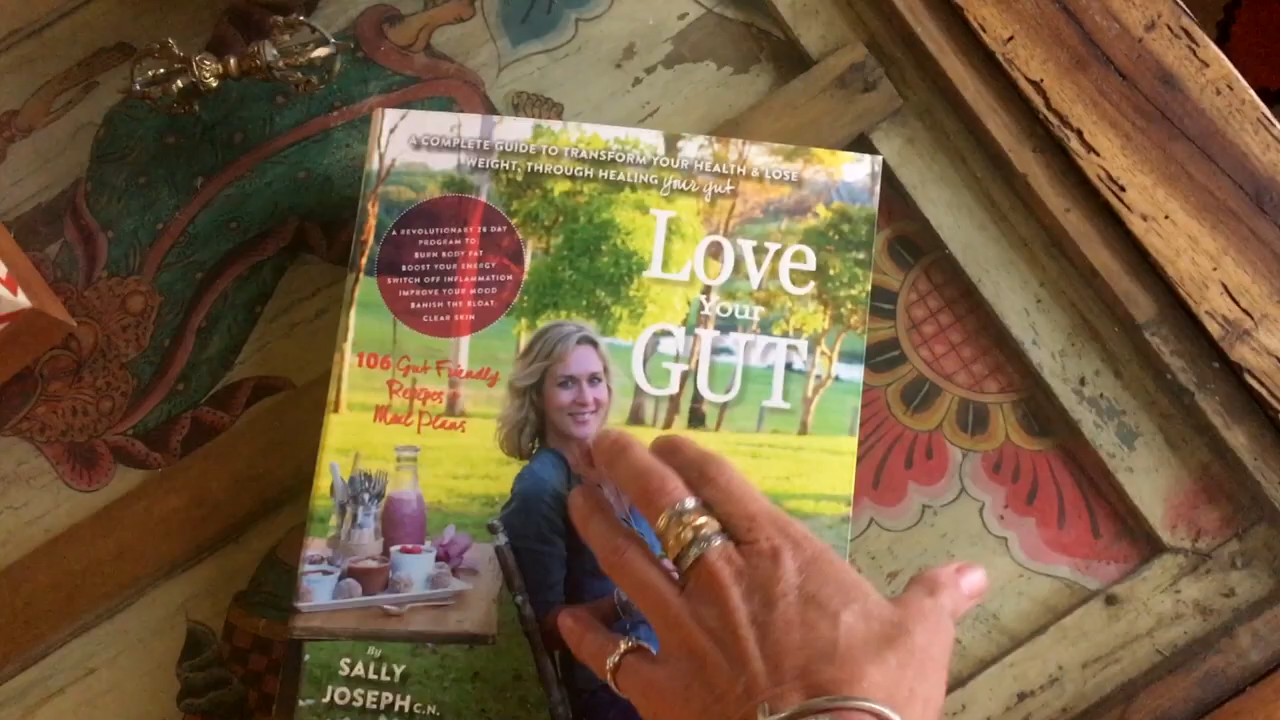 A COMPLETE GUIDE TO TRANSFORM YOUR HEALTH & LOSE
WEIGHT, THROUGH HEALING your gut
Love
Your
GUT
A REVOLUTIONARY 28 DAY
PROGRAM TO
BURN BODY FAT
BOOST YOUR ENERGY
SWITCH OFF INFLAMMATION
IMPROVE YOUR MOOD
BANISH THE BLOAT
CLEAR SKIN
106 Gut Friendly
Recipes +
Meal Plans
By
SALLY
JOSEPH C.N.